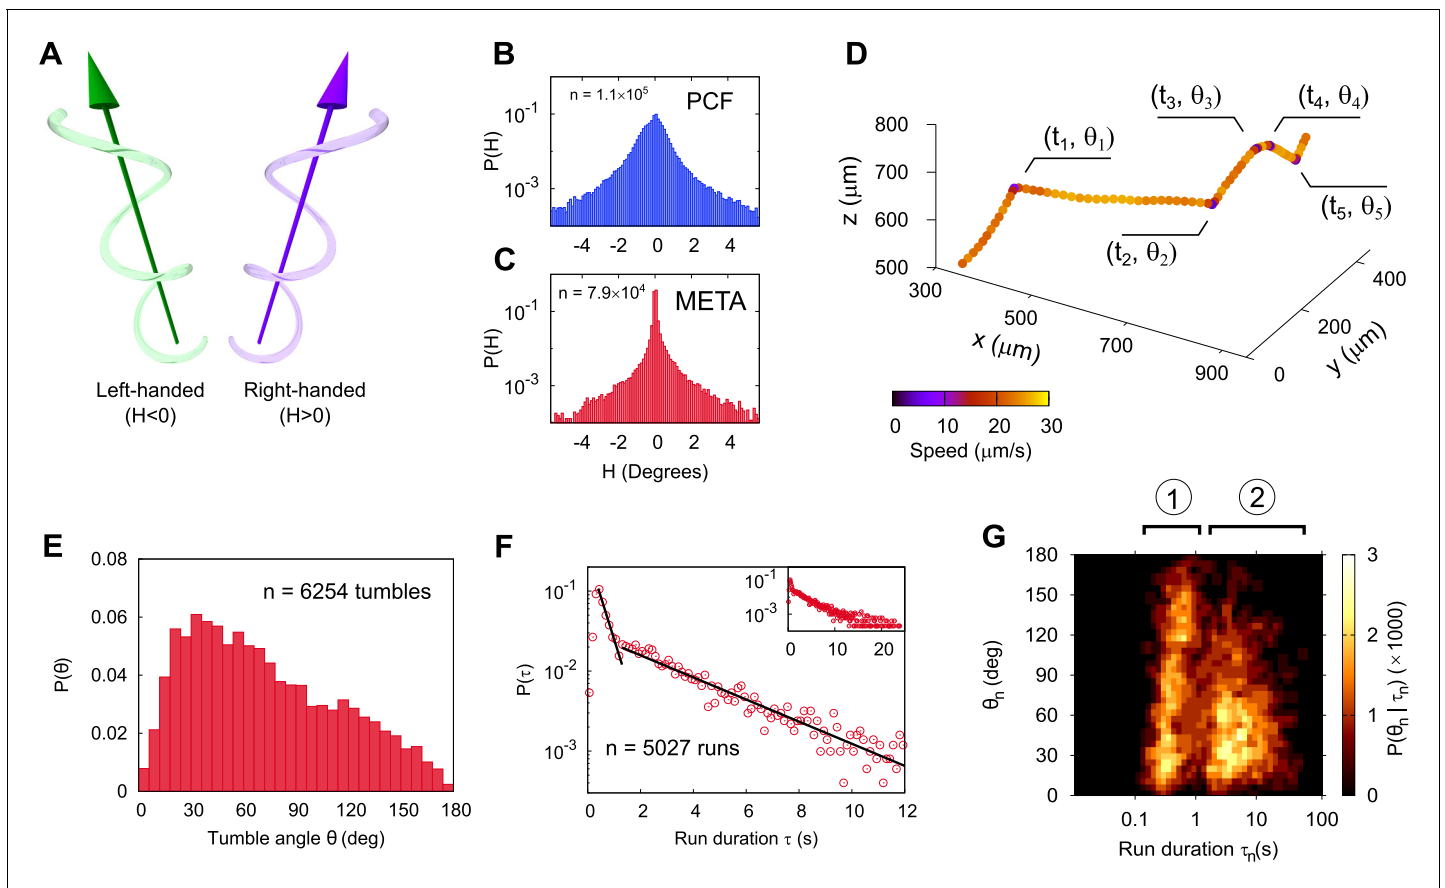 A
Left-handed
(H<0)
Right-handed
(H>0)
B
n = 1.1×10⁵
PCF
P(H)
10⁻¹
10⁻³
-4 -2 0 2 4
C
n = 7.9×10⁴
META
P(H)
10⁻¹
10⁻³
-4 -2 0 2 4
H (Degrees)
D
(t₃, θ₃)
(t₄, θ₄)
(t₁, θ₁)
(t₂, θ₂)
(t₅, θ₅)
z (μm)
800
700
600
500
300
500
700
900
x (μm)
0
200
400
y (μm)
0 10 20 30
Speed (μm/s)
E
n = 6254 tumbles
P(θ)
0.08
0.06
0.04
0.02
0
0 30 60 90 120 150 180
Tumble angle θ (deg)
F
P(τ)
10⁻¹
10⁻²
10⁻³
n = 5027 runs
0 2 4 6 8 10 12
Run duration τ (s)
10⁻¹
10⁻³
0 10 20
G
1
2
θₙ (deg)
180
150
120
90
60
30
0
0.1 1 10 100
Run duration τₙ(s)
3
2
1
0
P(θₙ | τₙ) (×1000)